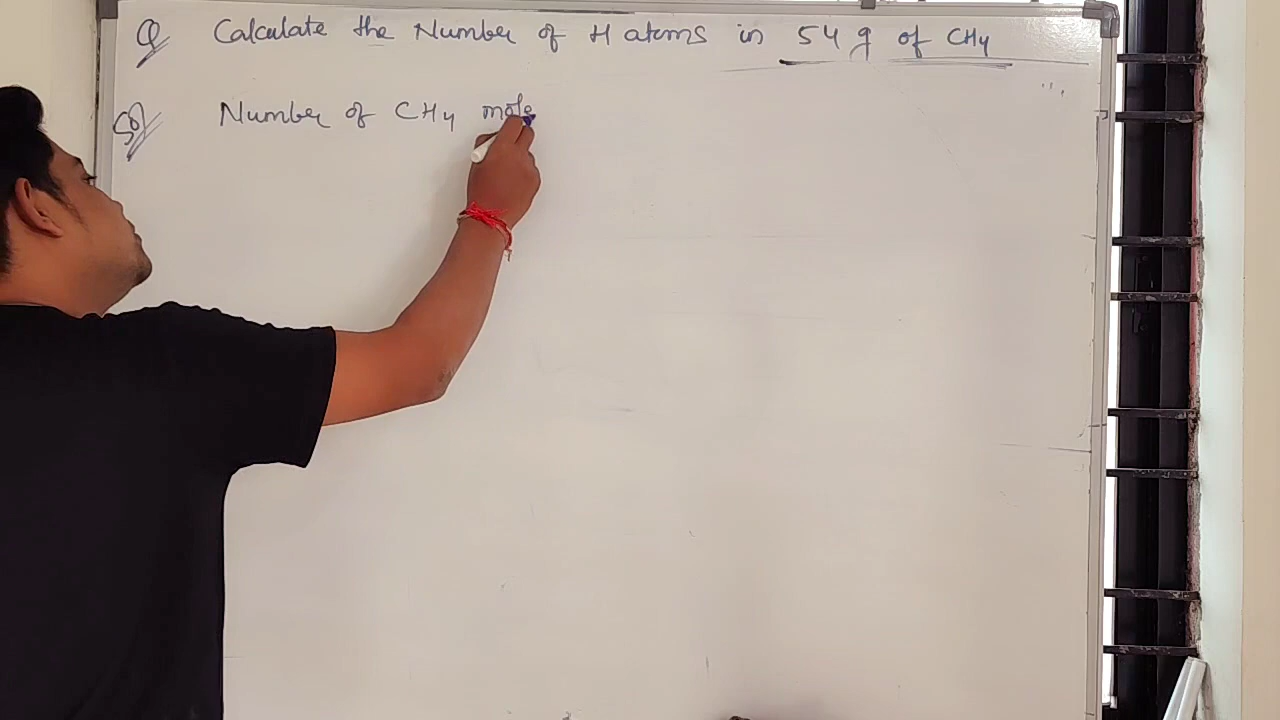 Q Calculate the Number of H atoms in 54 g of CH4
Sol Number of CH4 mole